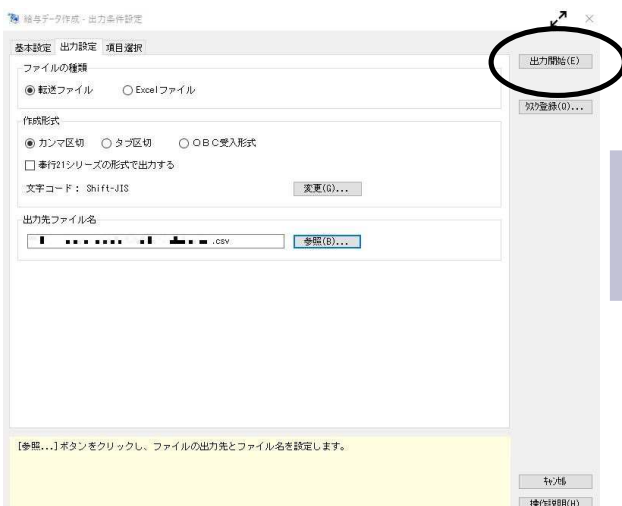 給与データ作成 - 出力条件設定
基本設定 出力設定 項目選択
出力開始(E)
ファイルの種類
転送ファイル Excelファイル
ﾀｽｸ登録(O)...
作成形式
カンマ区切 タブ区切 OBC受入形式
奉行21シリーズの形式で出力する
文字コード: Shift-JIS 変更(G)...
出力先ファイル名
.csv 参照(B)...
[参照...]ボタンをクリックし、ファイルの出力先とファイル名を設定します。
ｷｬﾝｾﾙ
操作説明(H)